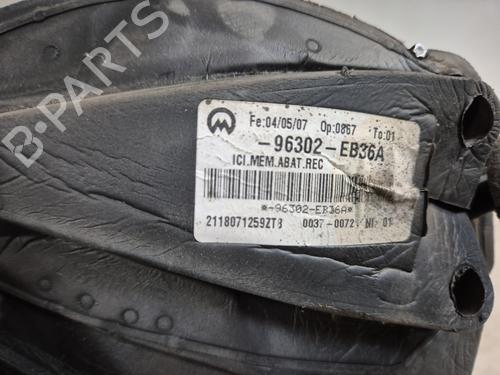 B-PARTS
Fe:04/05/07 Op:0867 To:01
-96302-EB36A
ICI.MEM.ABAT.REC
*-96302-EB36A*
2118071259ZT8 0037-0072 NI 01